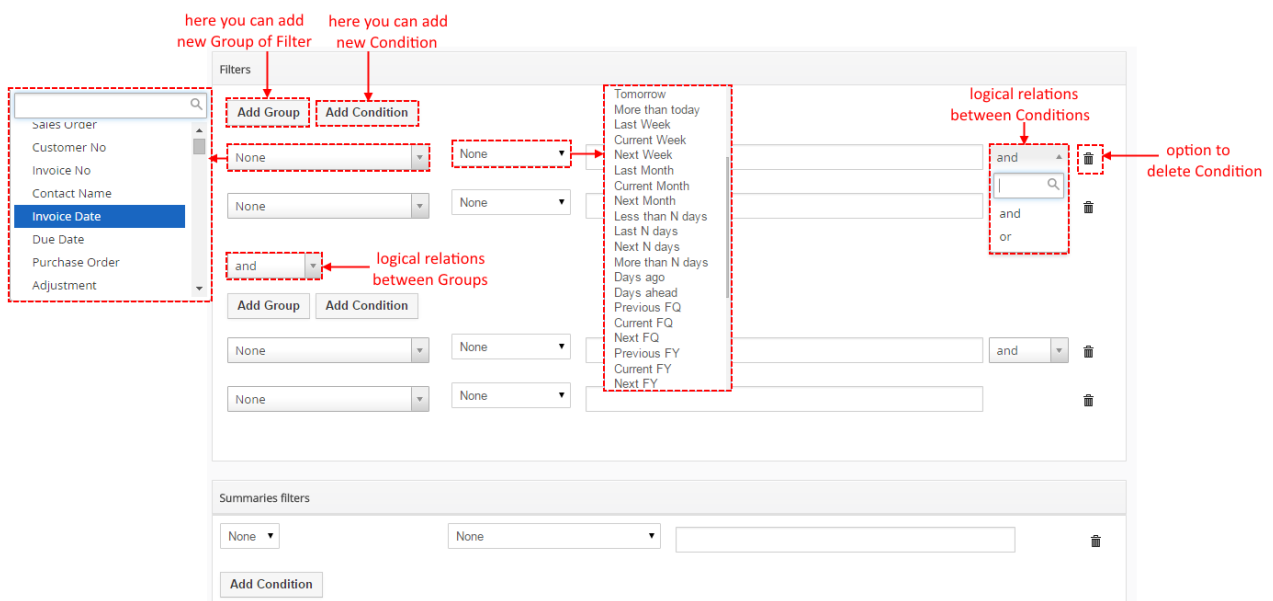 here you can add
new Group of Filter
here you can add
new Condition
Filters
Add Group
Add Condition
logical relations
between Conditions
Sales Order
Customer No
Invoice No
Contact Name
Invoice Date
Due Date
Purchase Order
Adjustment
None
None
Tomorrow
More than today
Last Week
Current Week
Next Week
Last Month
Current Month
Next Month
Less than N days
Last N days
Next N days
More than N days
Days ago
Days ahead
Previous FQ
Current FQ
Next FQ
Previous FY
Current FY
Next FY
and
and
or
option to
delete Condition
None
None
and
logical relations
between Groups
Add Group
Add Condition
None
None
and
None
None
Summaries filters
None
None
Add Condition